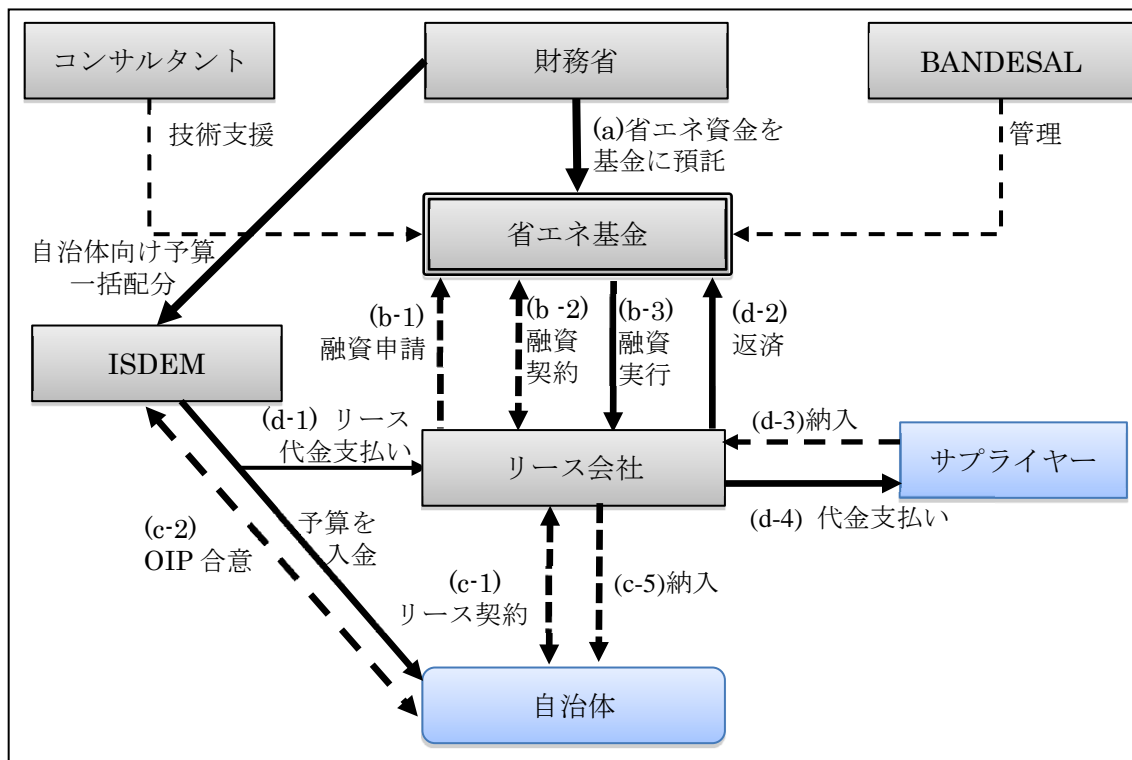 コンサルタント
財務省
BANDESAL
技術支援
(a)省エネ資金を
基金に預託
管理
省エネ基金
自治体向け予算
一括配分
(b-1)
融資申請
(b -2)
融資
契約
(b-3)
融資
実行
(d-2)
返済
ISDEM
(d-1) リース
代金支払い
リース会社
(d-3)納入
サプライヤー
(d-4) 代金支払い
(c-2)
OIP 合意
予算を
入金
(c-1)
リース契約
(c-5)納入
自治体